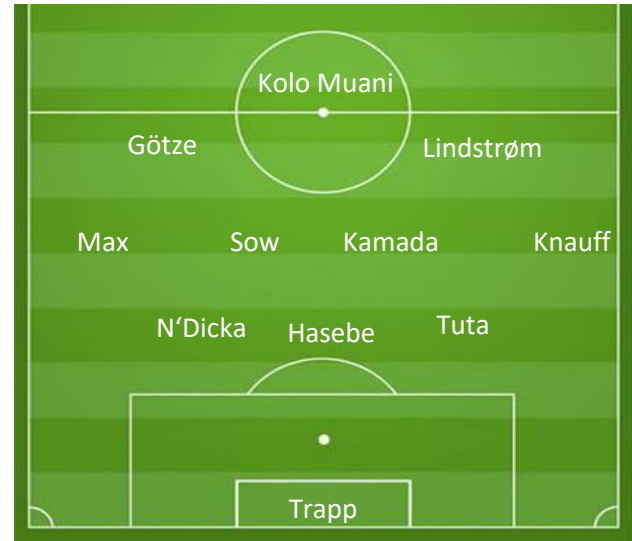 Kolo Muani
Götze Lindstrøm
Max Sow Kamada Knauff
N‘Dicka Hasebe Tuta
Trapp